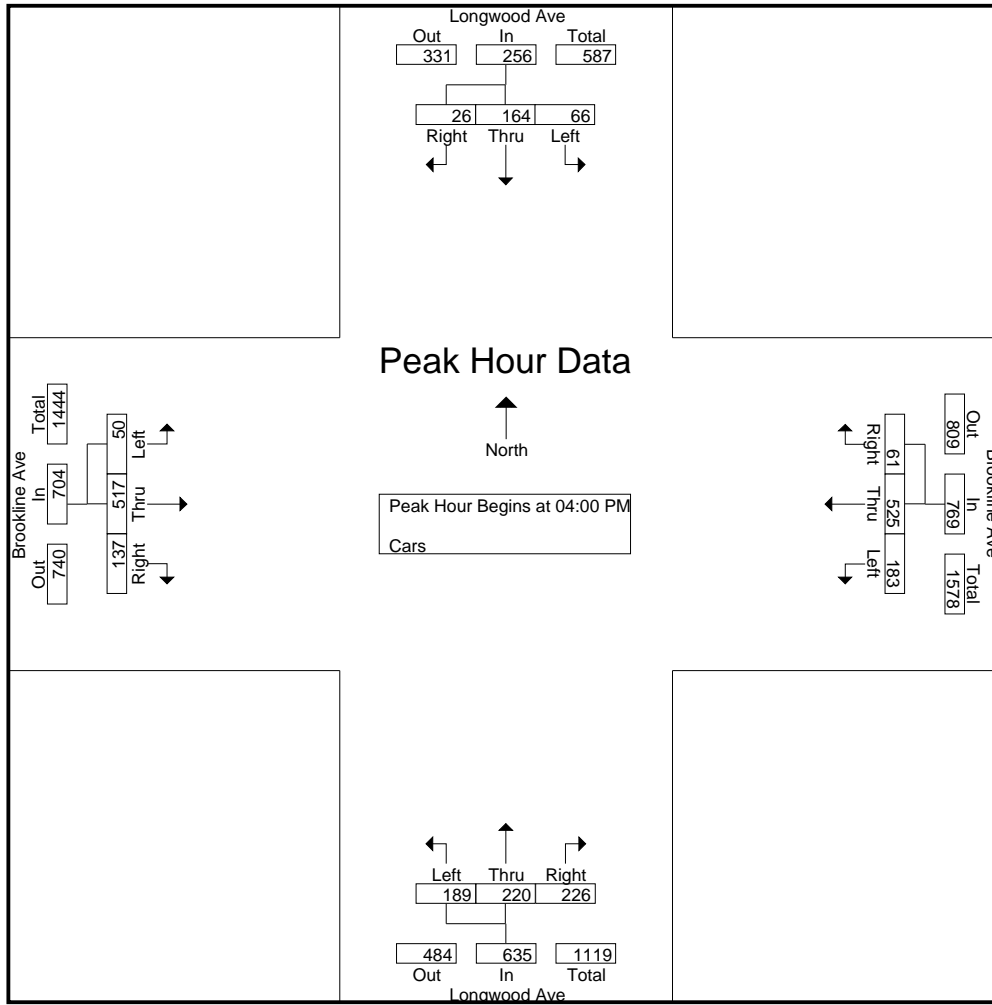 Longwood Ave
Out In Total
331 256 587
26 164 66
Right Thru Left
Peak Hour Data
North
Peak Hour Begins at 04:00 PM
Cars
Brookline Ave
Total In Out
1444 704 740
50 517 137
Left Thru Right
Brookline Ave
Out In Total
809 769 1578
61 525 183
Right Thru Left
Left Thru Right
189 220 226
484 635 1119
Out In Total
Longwood Ave